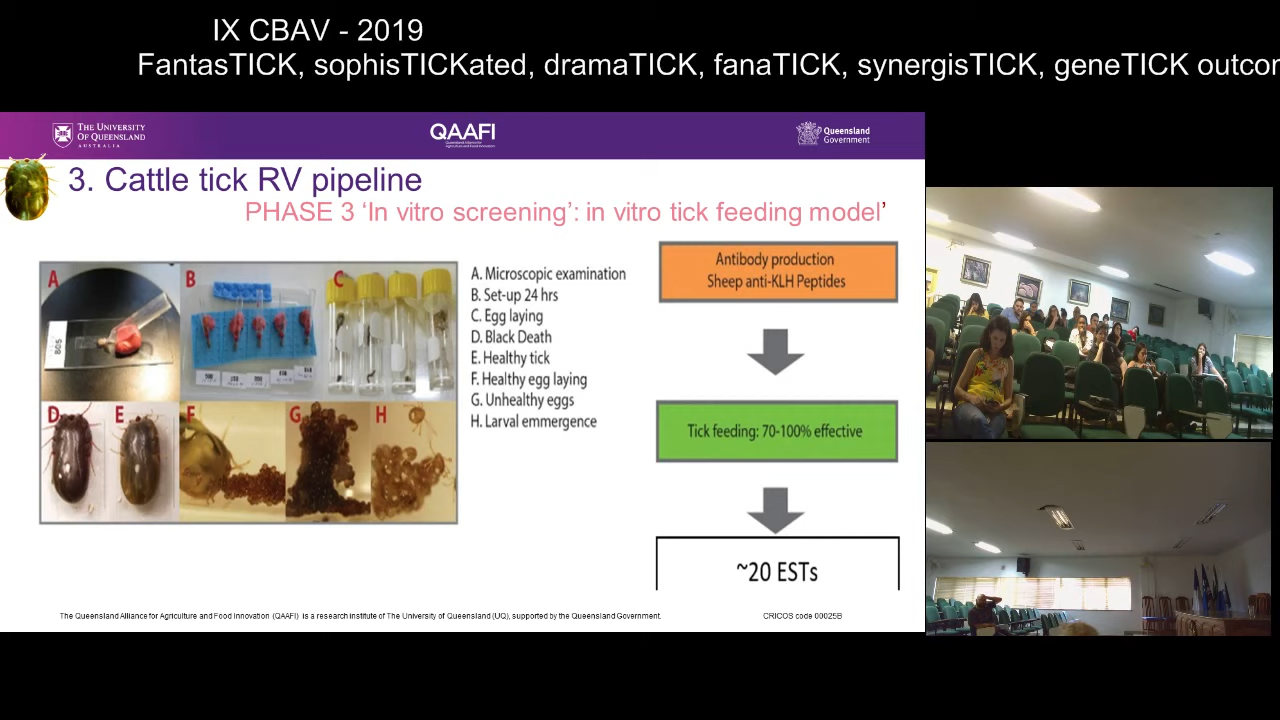 IX CBAV - 2019
FantasTICK, sophisTICKated, dramaTICK, fanaTICK, synergisTICK, geneTICK outcor
THE UNIVERSITY
OF QUEENSLAND
AUSTRALIA
QAAFI
Queensland Alliance for
Agriculture and Food Innovation
Queensland
Government
3. Cattle tick RV pipeline
PHASE 3 ‘In vitro screening’: in vitro tick feeding model’
A
B
C
D
E
F
G
H
A. Microscopic examination
B. Set-up 24 hrs
C. Egg laying
D. Black Death
E. Healthy tick
F. Healthy egg laying
G. Unhealthy eggs
H. Larval emmergence
Antibody production
Sheep anti-KLH Peptides
Tick feeding: 70-100% effective
~20 ESTs
The Queensland Alliance for Agriculture and Food Innovation (QAAFI) is a research institute of The University of Queensland (UQ), supported by the Queensland Government.
CRICOS code 00025B